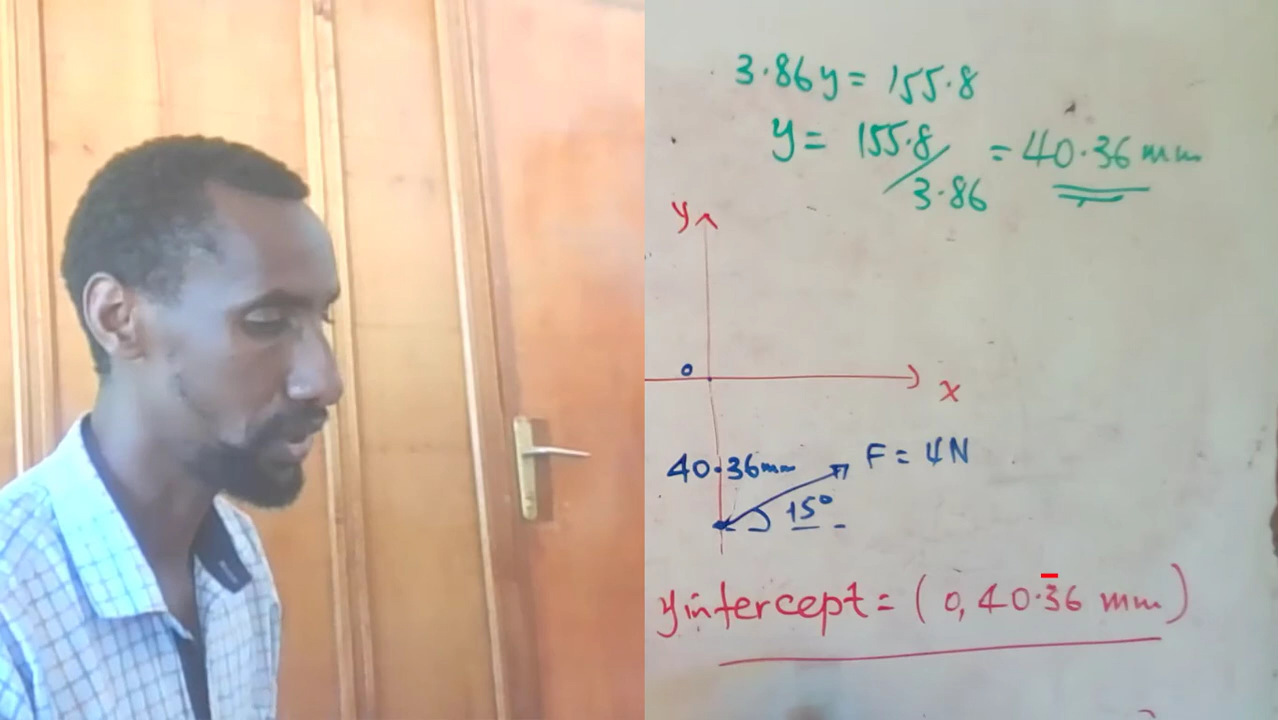 3.86y = 155.8
y = 155.8/3.86 = 40.36 mm
y
0
x
40.36mm
F = 4N
15°
y intercept = (0, 40.36 mm)